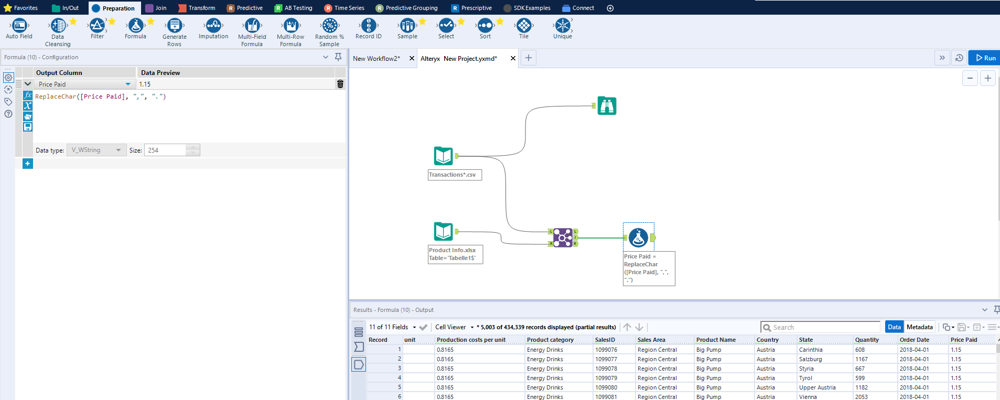 Favorites In/Out Preparation Join Transform Predictive AB Testing Time Series Predictive Grouping Prescriptive SDK Examples Connect
Auto Field Data Cleansing Filter Formula Generate Rows Imputation Multi-Field Formula Multi-Row Formula Random % Sample Record ID Sample Select Sort Tile Unique
Formula (10) - Configuration
Output Column Data Preview
Price Paid 1.15
ReplaceChar([Price Paid], ",", ".")
Data type: V_WString Size: 254
New Workflow2* Alteryx New Project.yxmd* Run
Transactions*.csv
Product Info.xlsx
Table=`Tabelle1$`
L L
J
R R
Price Paid =
ReplaceChar
([Price Paid], ",",
".")
Results - Formula (10) - Output
11 of 11 Fields Cell Viewer * 5,003 of 434,339 records displayed (partial results) Search Data Metadata
Record unit Production costs per unit Product category SalesID Sales Area Product Name Country State Quantity Order Date Price Paid
1 0.8165 Energy Drinks 1099076 Region Central Big Pump Austria Carinthia 608 2018-04-01 1.15
2 0.8165 Energy Drinks 1099077 Region Central Big Pump Austria Salzburg 1167 2018-04-01 1.15
3 0.8165 Energy Drinks 1099078 Region Central Big Pump Austria Styria 667 2018-04-01 1.15
4 0.8165 Energy Drinks 1099079 Region Central Big Pump Austria Tyrol 599 2018-04-01 1.15
5 0.8165 Energy Drinks 1099080 Region Central Big Pump Austria Upper Austria 1182 2018-04-01 1.15
6 0.8165 Energy Drinks 1099081 Region Central Big Pump Austria Vienna 2053 2018-04-01 1.15